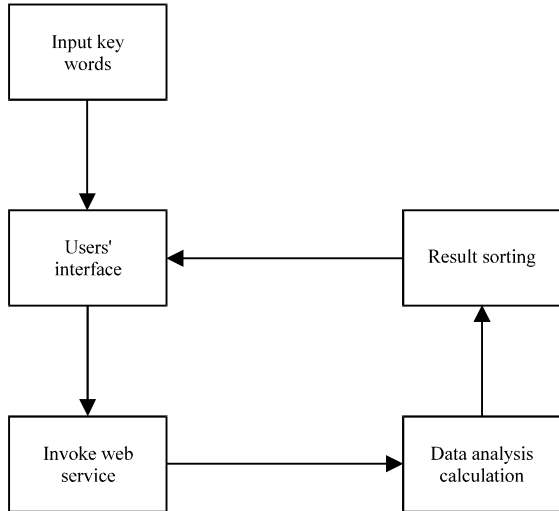 Input key
words
Users'
interface
Result sorting
Invoke web
service
Data analysis
calculation